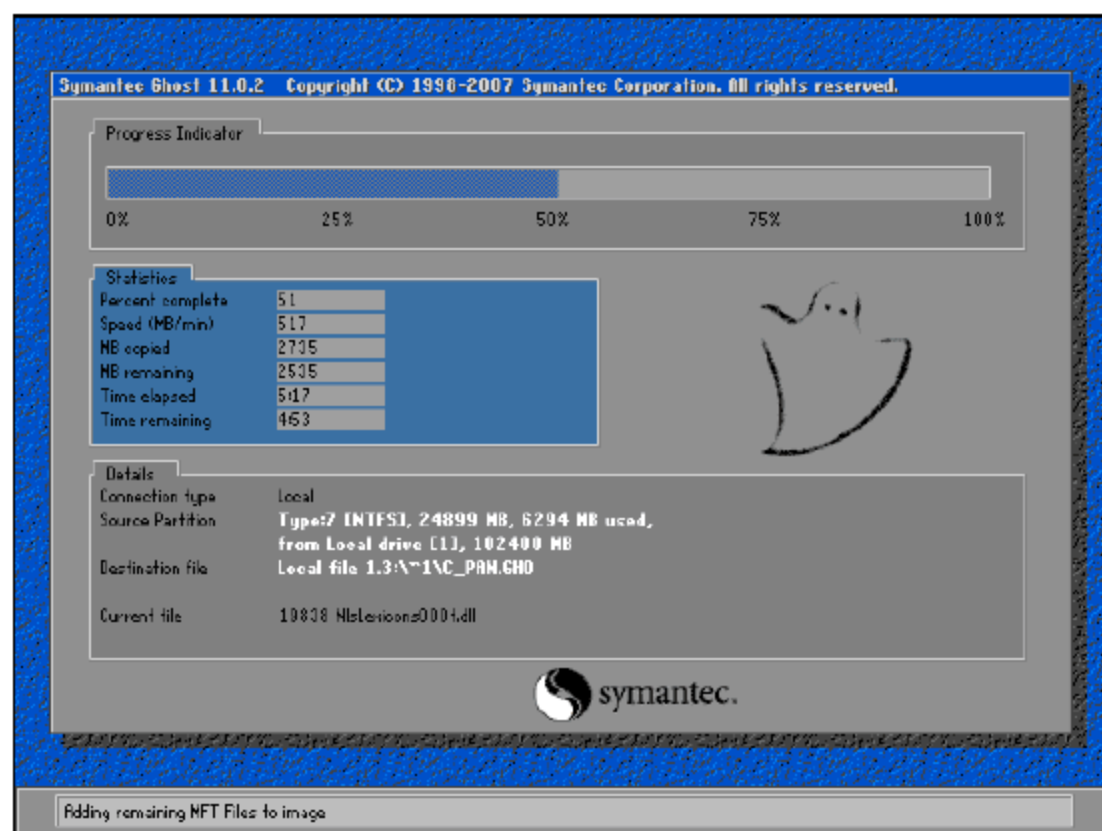 Symantec Ghost 11.0.2 Copyright (C) 1998-2007 Symantec Corporation. All rights reserved.
Progress Indicator
0% 25% 50% 75% 100%
Statistics
Percent complete 51
Speed (MB/min) 517
MB copied 2735
MB remaining 2535
Time elapsed 5:17
Time remaining 4:53
Details
Connection type Local
Source Partition Type:7 [NTFS], 24899 MB, 6294 MB used,
from Local drive [1], 102400 MB
Destination file Local file 1.3:\~1\C_PAN.GHO
Current file 10838
symantec.
Adding remaining MFT Files to image